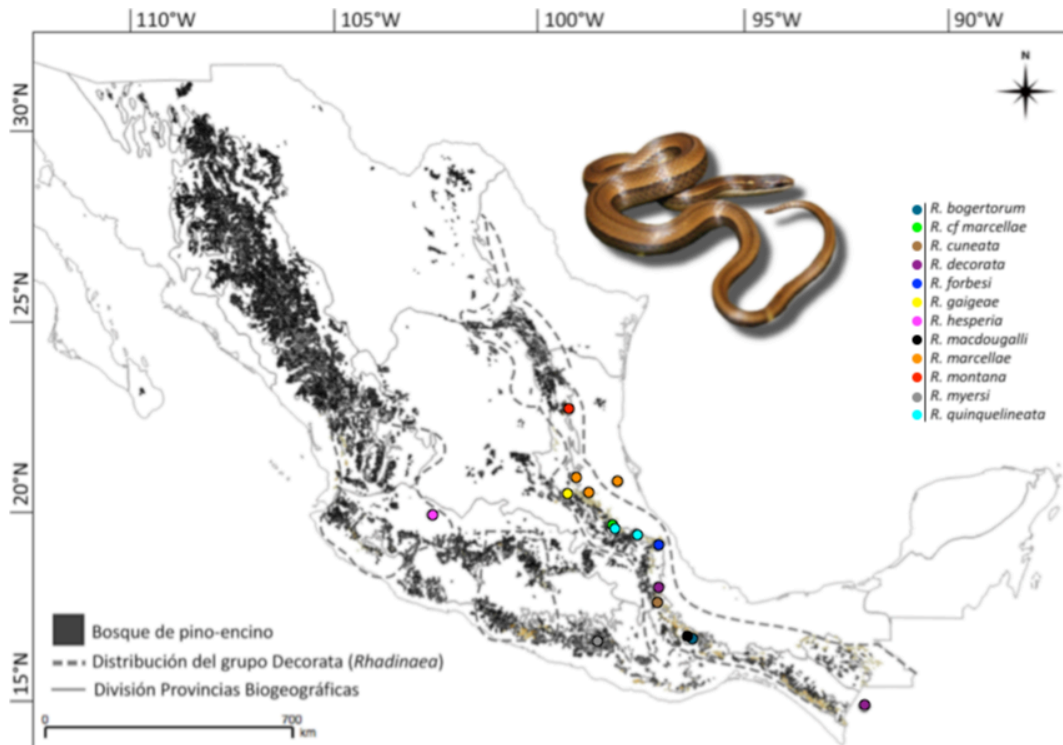 110°W
105°W
100°W
95°W
90°W
30°N
25°N
20°N
15°N
N
R. bogertorum
R. cf marcellae
R. cuneata
R. decorata
R. forbesi
R. gaigeae
R. hesperia
R. macdougalli
R. marcellae
R. montana
R. myersi
R. quinquelineata
Bosque de pino-encino
Distribución del grupo Decorata (Rhadinaea)
División Provincias Biogeográficas
0 700
km